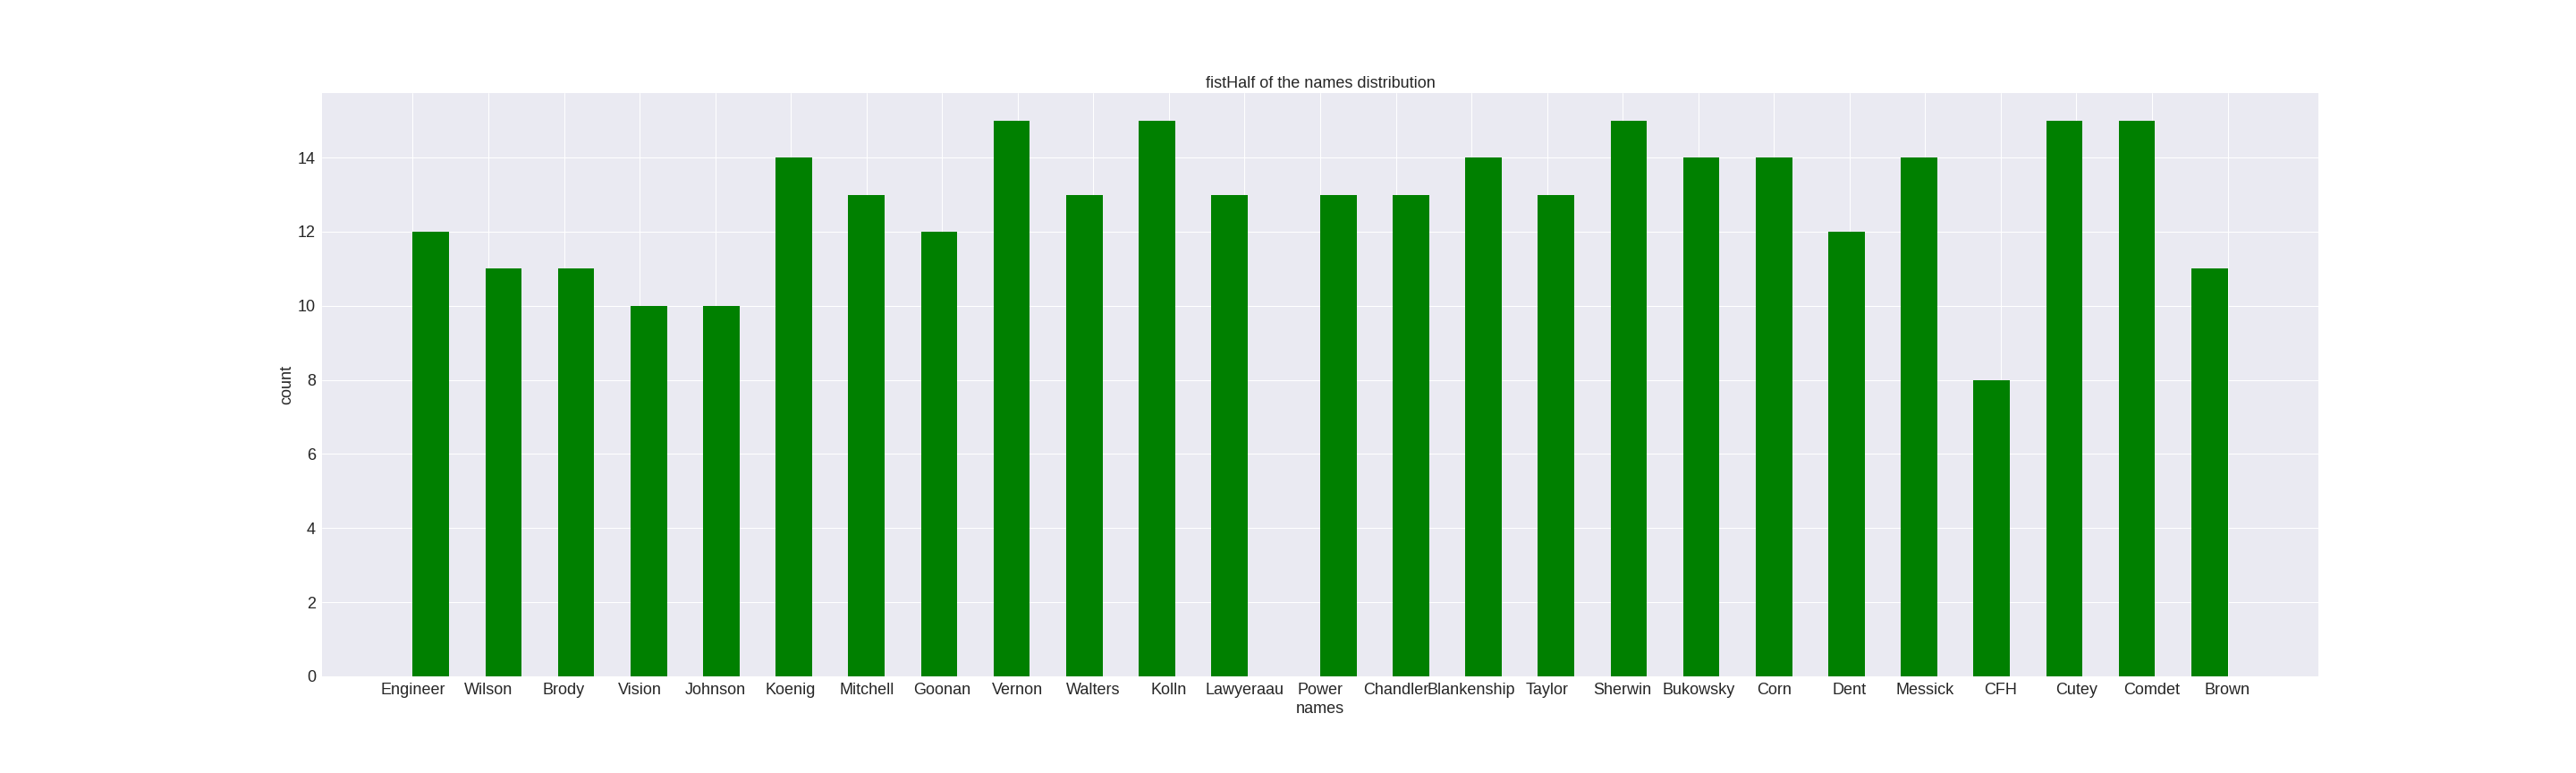 fistHalf of the names distribution
count
14
12
10
8
6
4
2
0
Engineer Wilson Brody Vision Johnson Koenig Mitchell Goonan Vernon Walters Kolln Lawyeraau Power Chandler Blankenship Taylor Sherwin Bukowsky Corn Dent Messick CFH Cutey Comdet Brown
names